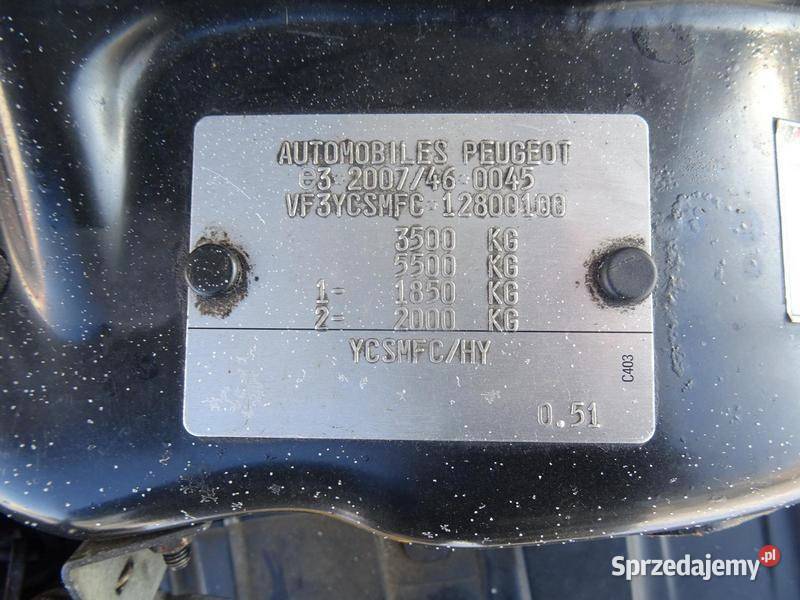 AUTOMOBILES PEUGEOT
e3*2007/46*0045
VF3YCSMFC*12800100
3500 KG
5500 KG
1- 1850 KG
2- 2000 KG
YCSMFC/HY
C403
0.51
Sprzedajemy.pl